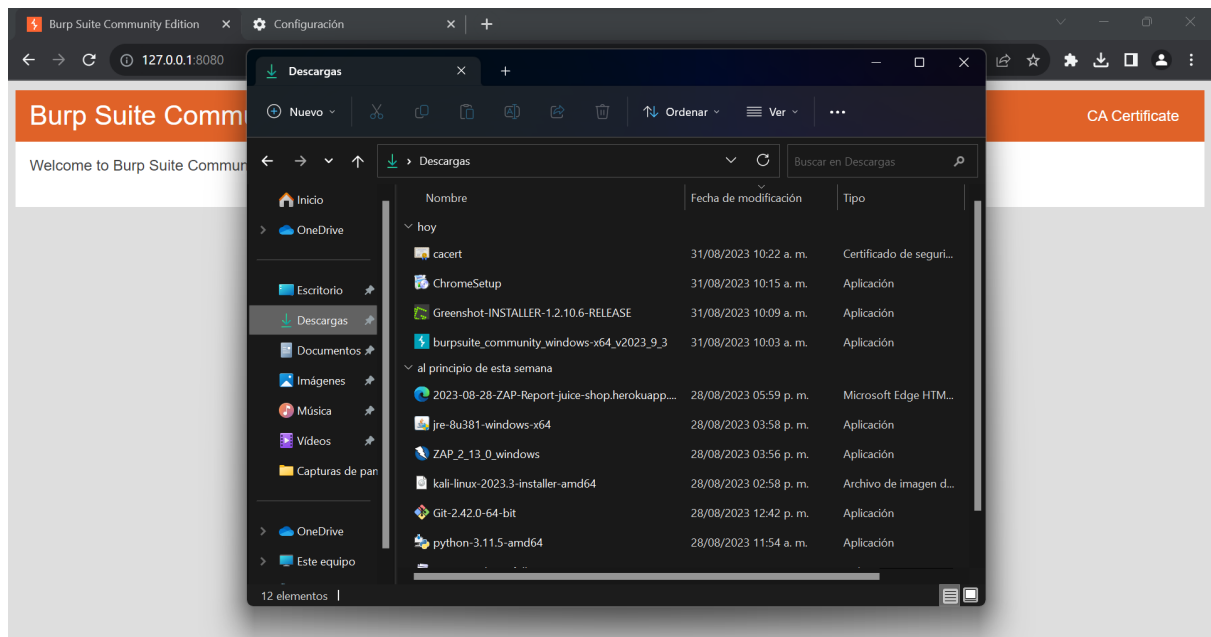 Burp Suite Community Edition
Configuración
127.0.0.1:8080
Burp Suite Commu
CA Certificate
Welcome to Burp Suite Commun
Descargas
Nuevo
Ordenar
Ver
Descargas
Buscar en Descargas
Inicio
OneDrive
Escritorio
Descargas
Documentos
Imágenes
Música
Vídeos
Capturas de pan
OneDrive
Este equipo
Nombre Fecha de modificación Tipo
hoy
cacert 31/08/2023 10:22 a. m. Certificado de seguri...
ChromeSetup 31/08/2023 10:15 a. m. Aplicación
Greenshot-INSTALLER-1.2.10.6-RELEASE 31/08/2023 10:09 a. m. Aplicación
burpsuite_community_windows-x64_v2023_9_3 31/08/2023 10:03 a. m. Aplicación
al principio de esta semana
2023-08-28-ZAP-Report-juice-shop.herokuapp.... 28/08/2023 05:59 p. m. Microsoft Edge HTM...
jre-8u381-windows-x64 28/08/2023 03:58 p. m. Aplicación
ZAP_2_13_0_windows 28/08/2023 03:56 p. m. Aplicación
kali-linux-2023.3-installer-amd64 28/08/2023 02:58 p. m. Archivo de imagen d...
Git-2.42.0-64-bit 28/08/2023 12:42 p. m. Aplicación
python-3.11.5-amd64 28/08/2023 11:54 a. m. Aplicación
12 elementos